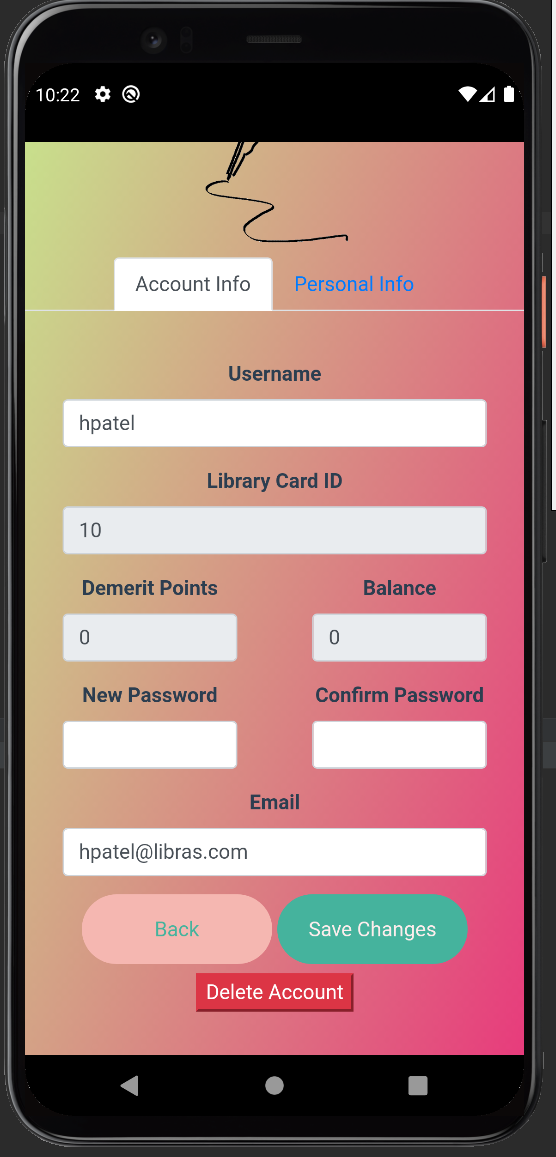 10:22
Account Info Personal Info
Username
hpatel
Library Card ID
10
Demerit Points Balance
0 0
New Password Confirm Password
Email
hpatel@libras.com
Back Save Changes
Delete Account